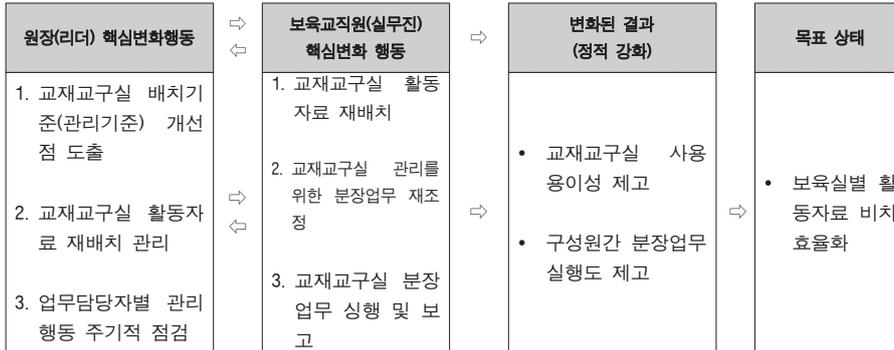 원장(리더) 핵심변화행동
1. 교재교구실 배치기
준(관리기준) 개선
점 도출
2. 교재교구실 활동자
료 재배치 관리
3. 업무담당자별 관리
행동 주기적 점검
⇨
⇦
⇨
⇦
보육교직원(실무진)
핵심변화 행동
1. 교재교구실 활동
자료 재배치
2. 교재교구실 관리를
위한 분장업무 재조
정
3. 교재교구실 분장
업무 싱행 및 보
고
⇨
⇨
변화된 결과
(정적 강화)
• 교재교구실 사용
용이성 제고
• 구성원간 분장업무
실행도 제고
⇨
목표 상태
• 보육실별 활
동자료 비치
효율화